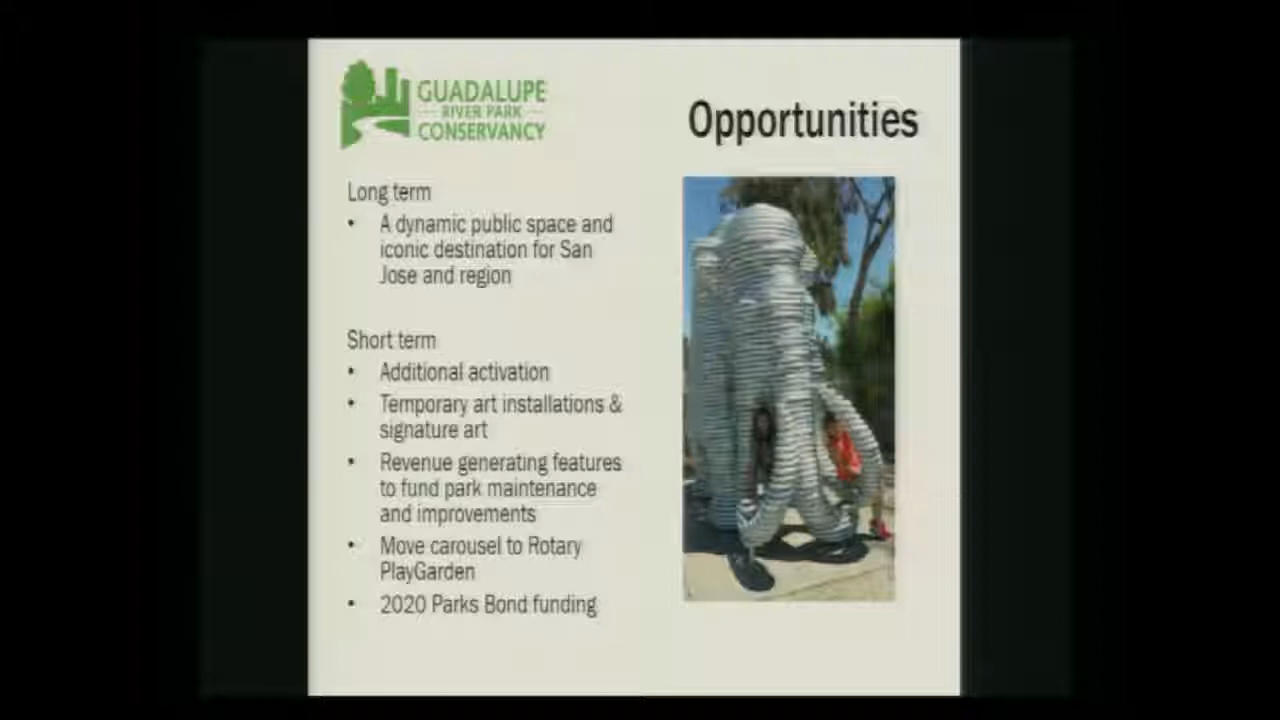 GUADALUPE
RIVER PARK
CONSERVANCY
Opportunities
Long term
• A dynamic public space and
iconic destination for San
Jose and region
Short term
• Additional activation
• Temporary art installations &
signature art
• Revenue generating features
to fund park maintenance
and improvements
• Move carousel to Rotary
PlayGarden
• 2020 Parks Bond funding